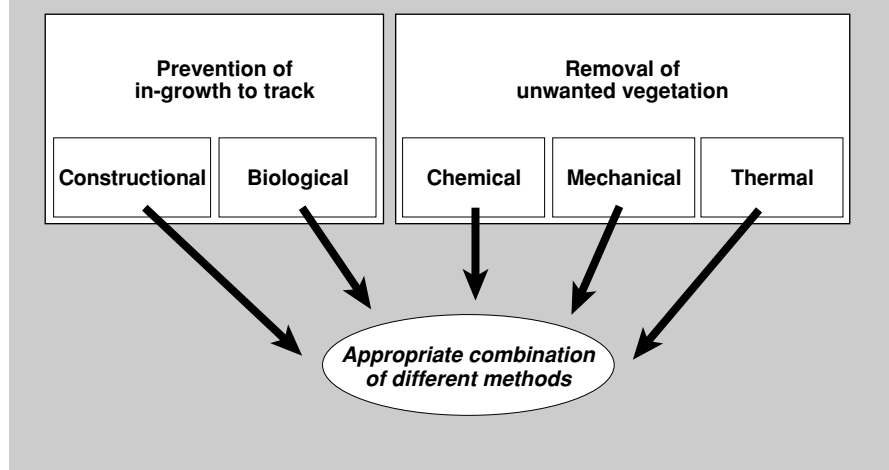 Prevention of
in-growth to track
Removal of
unwanted vegetation
Constructional
Biological
Chemical
Mechanical
Thermal
Appropriate combination
of different methods